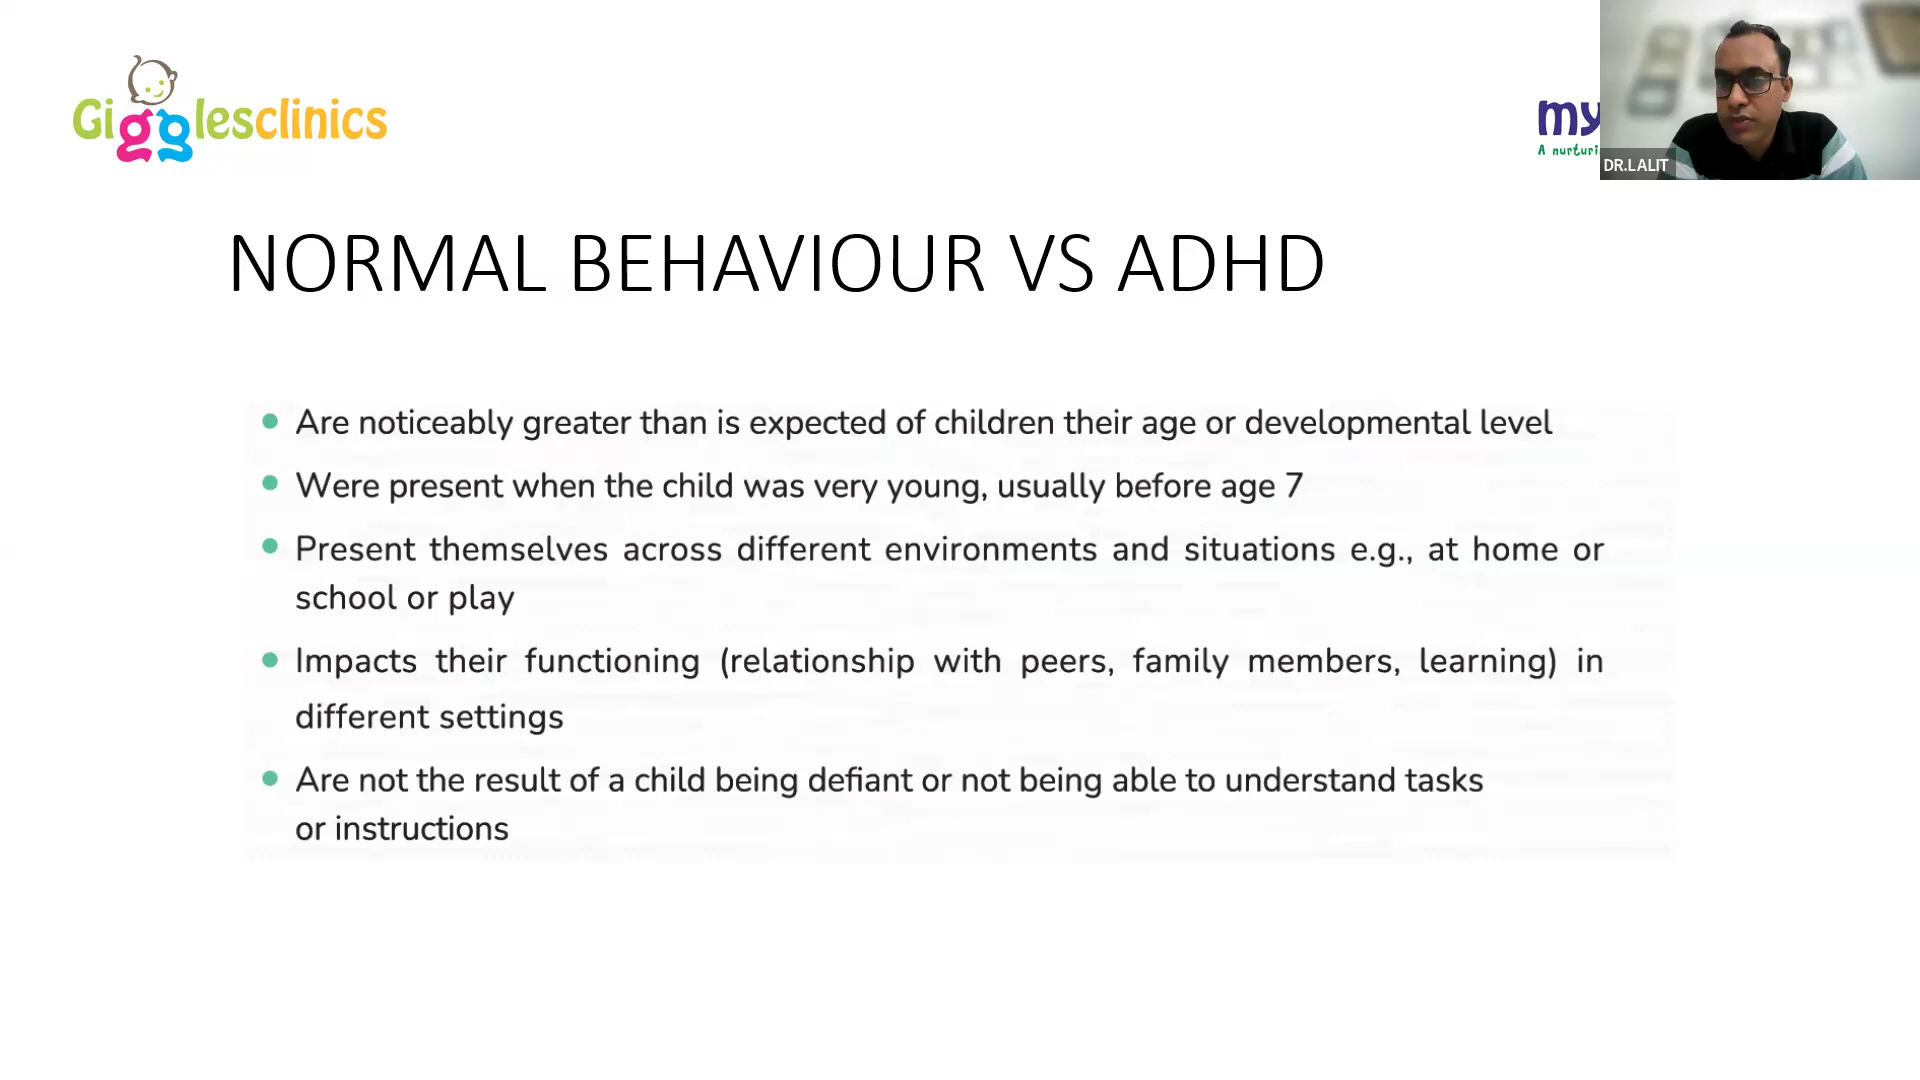 Gigglesclinics
my
A nurturi
DR.LALIT
NORMAL BEHAVIOUR VS ADHD
Are noticeably greater than is expected of children their age or developmental level
Were present when the child was very young, usually before age 7
Present themselves across different environments and situations e.g., at home or
school or play
Impacts their functioning (relationship with peers, family members, learning) in
different settings
Are not the result of a child being defiant or not being able to understand tasks
or instructions